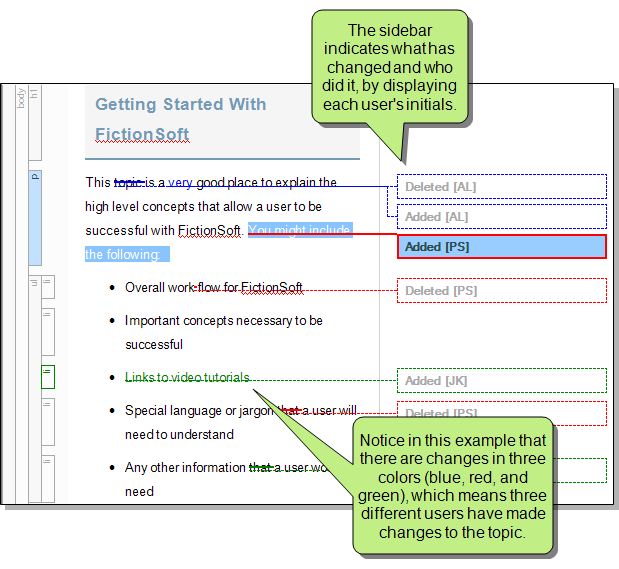 The sidebar
indicates what has
changed and who
did it, by displaying
each user's initials.
body
h1
Getting Started With
FictionSoft
p
This topic is a very good place to explain the
high level concepts that allow a user to be
successful with FictionSoft. You might include
the following:
Deleted [AL]
Added [AL]
Added [PS]
ul
li
• Overall work-flow for FictionSoft
Deleted [PS]
li
• Important concepts necessary to be
successful
li
• Links to video tutorials
Added [JK]
li
• Special language or jargon that a user will
need to understand
Deleted [PS]
li
• Any other information that a user wo
need
Notice in this example that
there are changes in three
colors (blue, red, and
green), which means three
different users have made
changes to the topic.